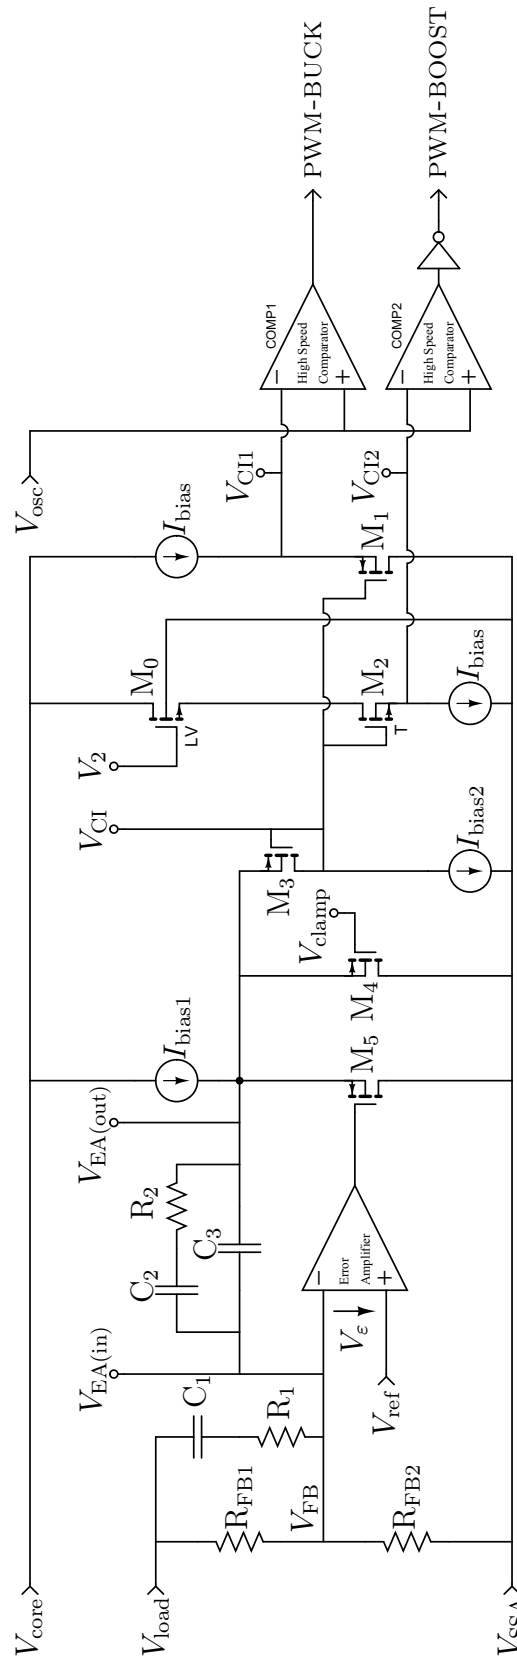 V_core
V_load
V_SSA
R_FB1
V_FB
R_FB2
C_1
R_1
V_ref
V_EA(in)
C_2
R_2
C_3
V_ε
−
Error
Amplifier
+
V_EA(out)
I_bias1
M_5
M_4
V_clamp
M_3
V_CI
I_bias2
V_2
M_0
LV
M_2
T
I_bias
I_bias
M_1
V_osc
V_CI1
V_CI2
COMP1
−
High Speed
Comparator
+
COMP2
−
High Speed
Comparator
+
PWM-BUCK
PWM-BOOST